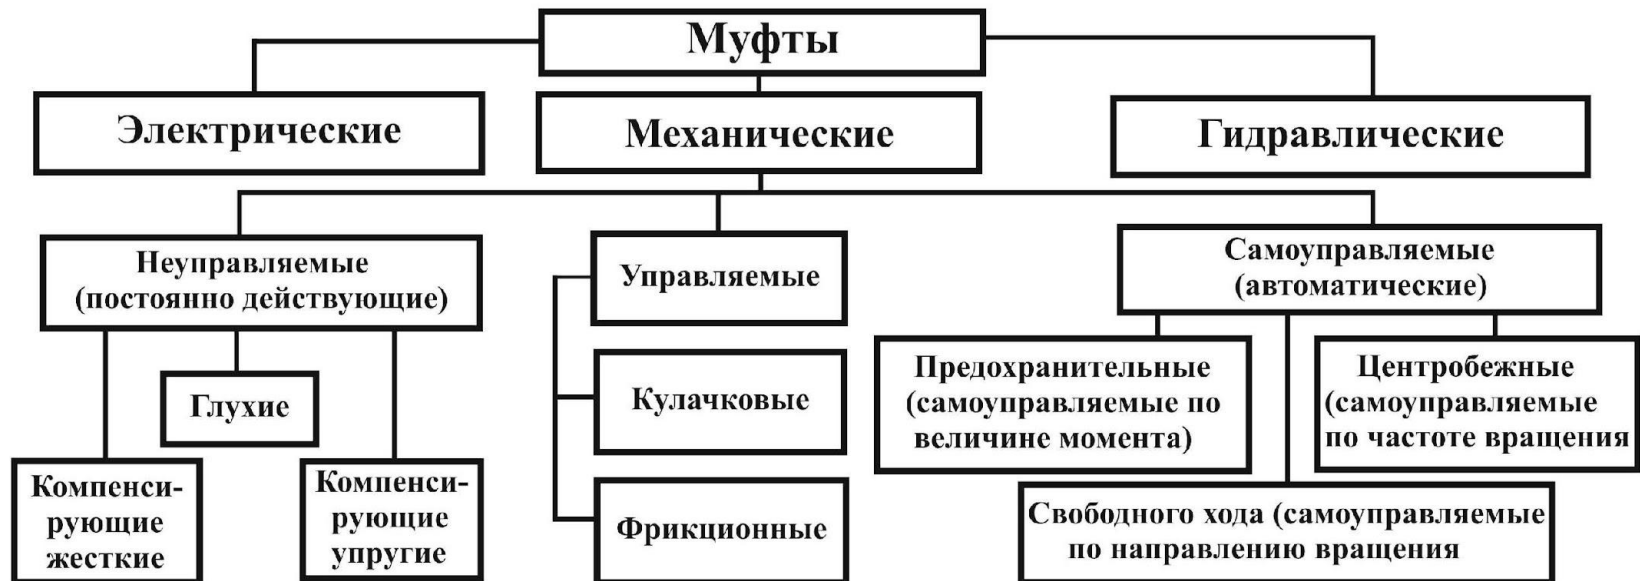 Муфты
Электрические
Механические
Гидравлические
Неуправляемые
(постоянно действующие)
Управляемые
Самоуправляемые
(автоматические)
Глухие
Компенси-
рующие
жесткие
Компенси-
рующие
упругие
Кулачковые
Фрикционные
Предохранительные
(самоуправляемые по
величине момента)
Центробежные
(самоуправляемые
по частоте вращения
Свободного хода (самоуправляемые
по направлению вращения